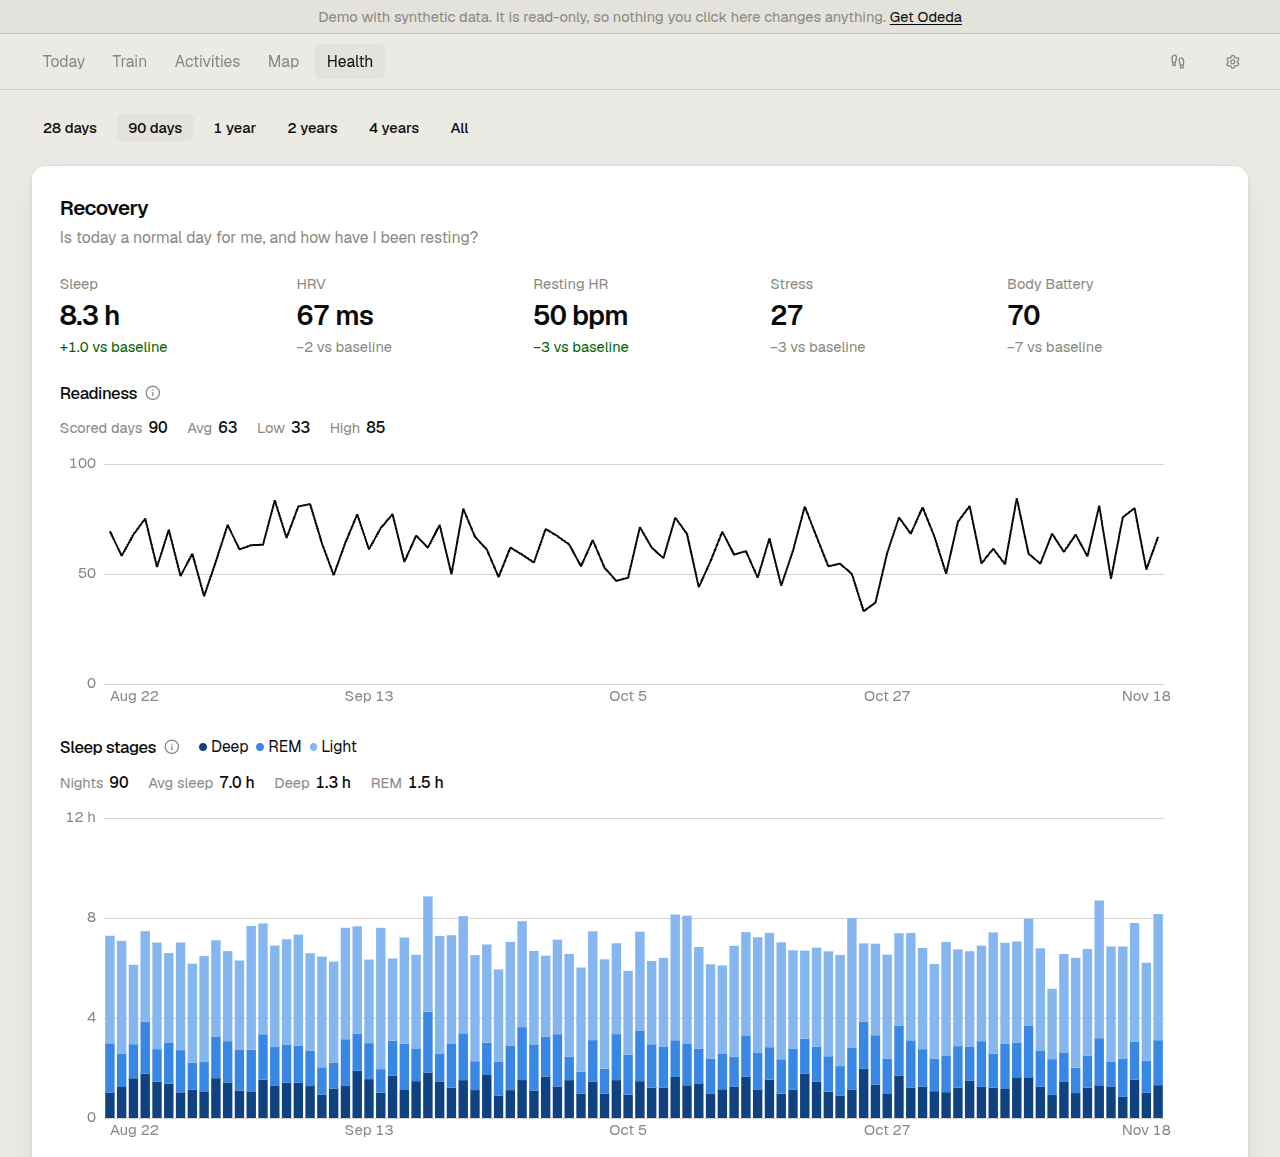 Demo with synthetic data. It is read-only, so nothing you click here changes anything. Get Odeda
Today Train Activities Map Health
28 days 90 days 1 year 2 years 4 years All
Recovery
Is today a normal day for me, and how have I been resting?
Sleep HRV Resting HR Stress Body Battery
8.3 h 67 ms 50 bpm 27 70
+1.0 vs baseline −2 vs baseline −3 vs baseline −3 vs baseline −7 vs baseline
Readiness
Scored days 90 Avg 63 Low 33 High 85
100
50
0
Aug 22 Sep 13 Oct 5 Oct 27 Nov 18
Sleep stages Deep REM Light
Nights 90 Avg sleep 7.0 h Deep 1.3 h REM 1.5 h
12 h
8
4
0
Aug 22 Sep 13 Oct 5 Oct 27 Nov 18